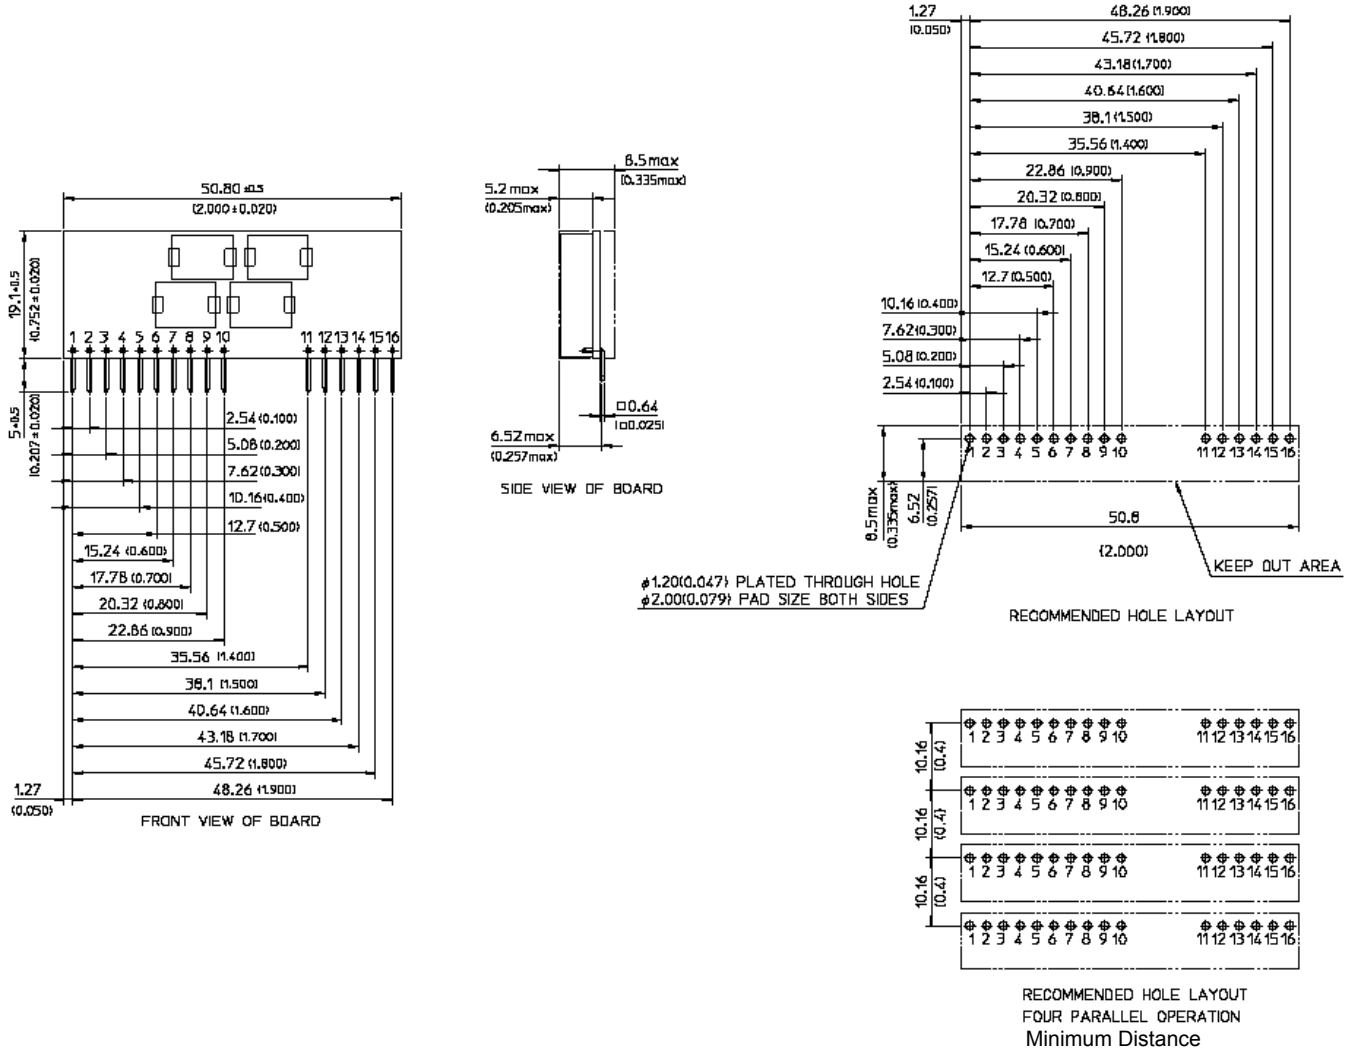 50.80 ±0.5
(2.000 ± 0.020)
19.1±0.5
(0.752 ± 0.020)
5±0.5
(0.207 ± 0.020)
1 2 3 4 5 6 7 8 9 10 11 12 13 14 15 16
2.54 (0.100)
5.08 (0.200)
7.62 (0.300)
10.16 (0.400)
12.7 (0.500)
15.24 (0.600)
17.78 (0.700)
20.32 (0.800)
22.86 (0.900)
35.56 (1.400)
38.1 (1.500)
40.64 (1.600)
43.18 (1.700)
45.72 (1.800)
1.27
(0.050)
48.26 (1.900)
FRONT VIEW OF BOARD
8.5max
(0.335max)
5.2 max
(0.205max)
□0.64
(□0.025)
6.52 max
(0.257max)
SIDE VIEW OF BOARD
1.27
(0.050)
48.26 (1.900)
45.72 (1.800)
43.18 (1.700)
40.64 (1.600)
38.1 (1.500)
35.56 (1.400)
22.86 (0.900)
20.32 (0.800)
17.78 (0.700)
15.24 (0.600)
12.7 (0.500)
10.16 (0.400)
7.62 (0.300)
5.08 (0.200)
2.54 (0.100)
1 2 3 4 5 6 7 8 9 10 11 12 13 14 15 16
8.5max
(0.335max)
6.52
(0.257)
50.8
(2.000)
KEEP OUT AREA
ø1.20(0.047) PLATED THROUGH HOLE
ø2.00(0.079) PAD SIZE BOTH SIDES
RECOMMENDED HOLE LAYOUT
1 2 3 4 5 6 7 8 9 10 11 12 13 14 15 16
10.16
(0.4)
1 2 3 4 5 6 7 8 9 10 11 12 13 14 15 16
10.16
(0.4)
1 2 3 4 5 6 7 8 9 10 11 12 13 14 15 16
10.16
(0.4)
1 2 3 4 5 6 7 8 9 10 11 12 13 14 15 16
RECOMMENDED HOLE LAYOUT
FOUR PARALLEL OPERATION
Minimum Distance